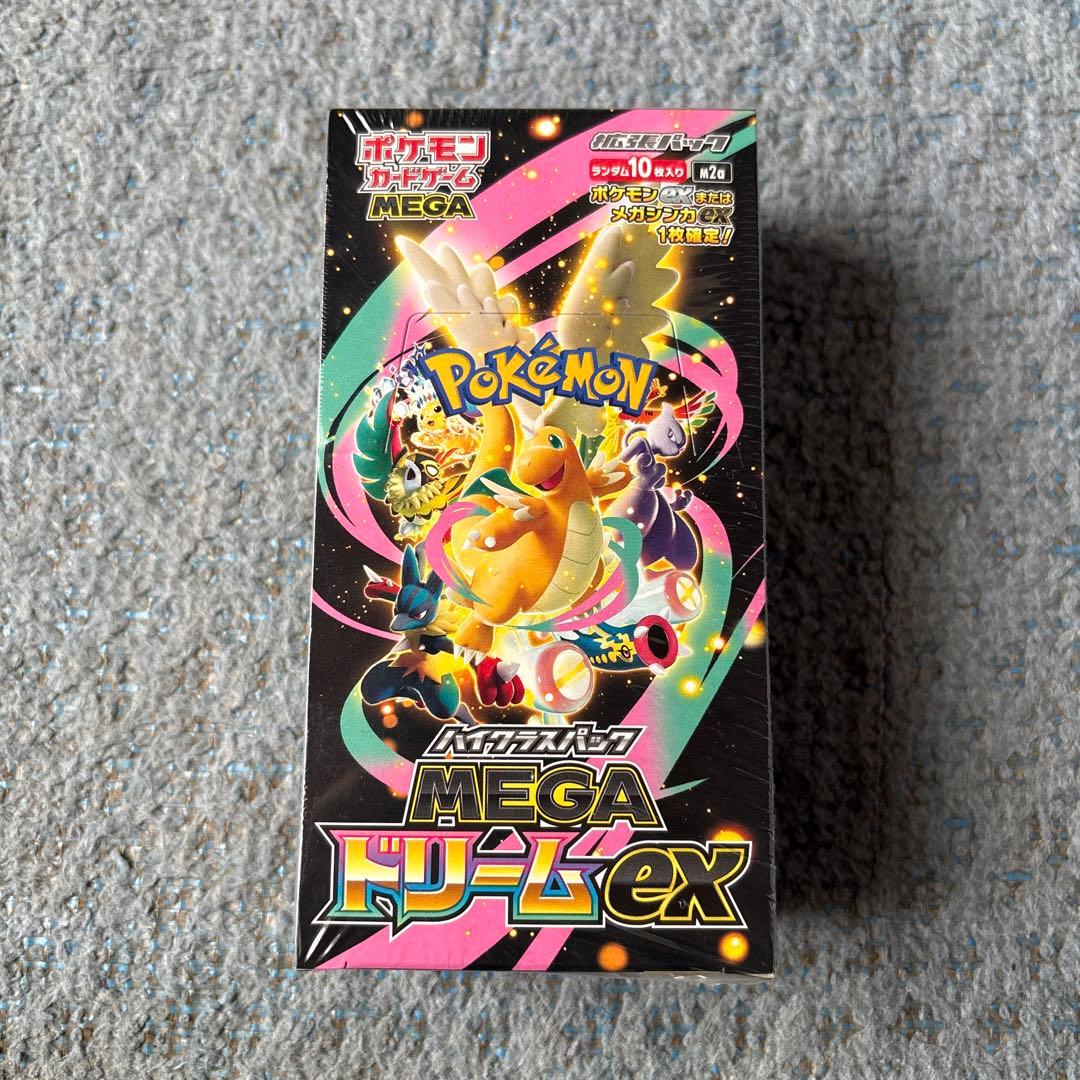 ポケモン
カードゲーム
MEGA
拡張パック
ランダム10枚入り M2a
ポケモンexまたは
メガシンカex
1枚確定!
POKéMON
TM
ハイクラスパック
MEGA
ドリームex